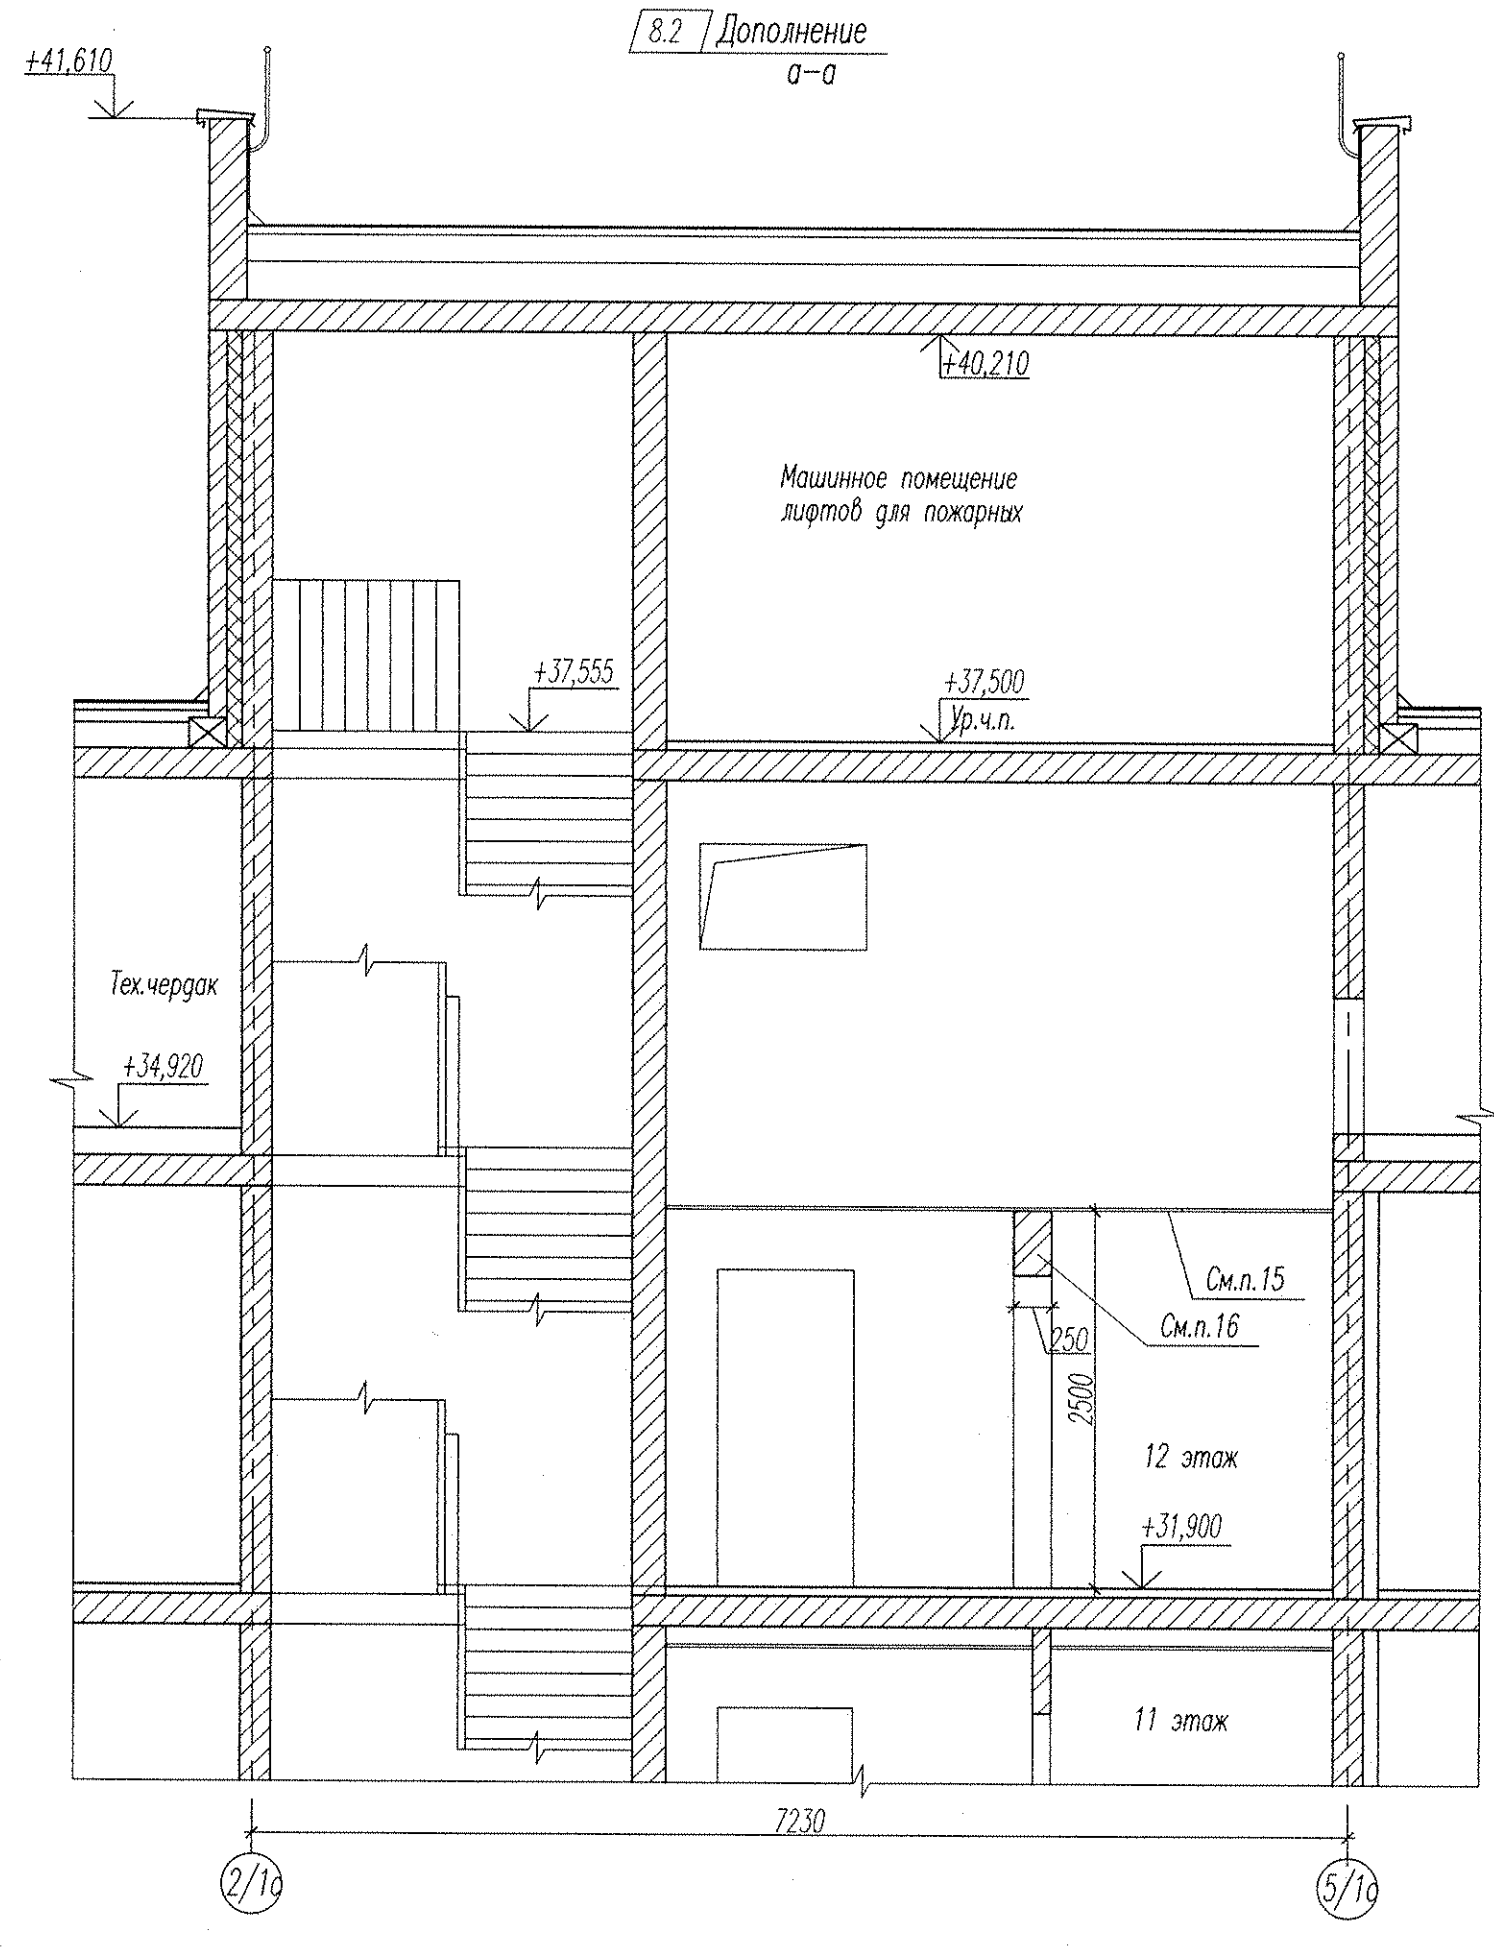 8.2 Дополнение
а-а
+41,610
+40,210
Машинное помещение
лифтов для пожарных
+37,555
+37,500
Ур.ч.п.
Тех.чердак
+34,920
См.п.15
См.п.16
250
2500
12 этаж
+31,900
11 этаж
7230
2/1с
5/1с